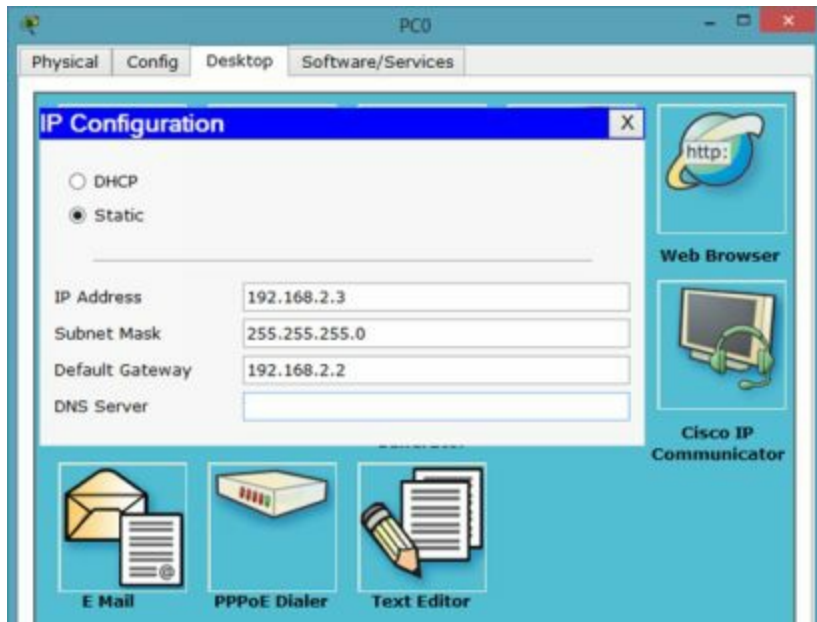 PC0
Physical Config Desktop Software/Services
IP Configuration X
http:
DHCP
Static
Web Browser
IP Address 192.168.2.3
Subnet Mask 255.255.255.0
Default Gateway 192.168.2.2
DNS Server
Cisco IP
Communicator
@
E Mail PPPoE Dialer Text Editor